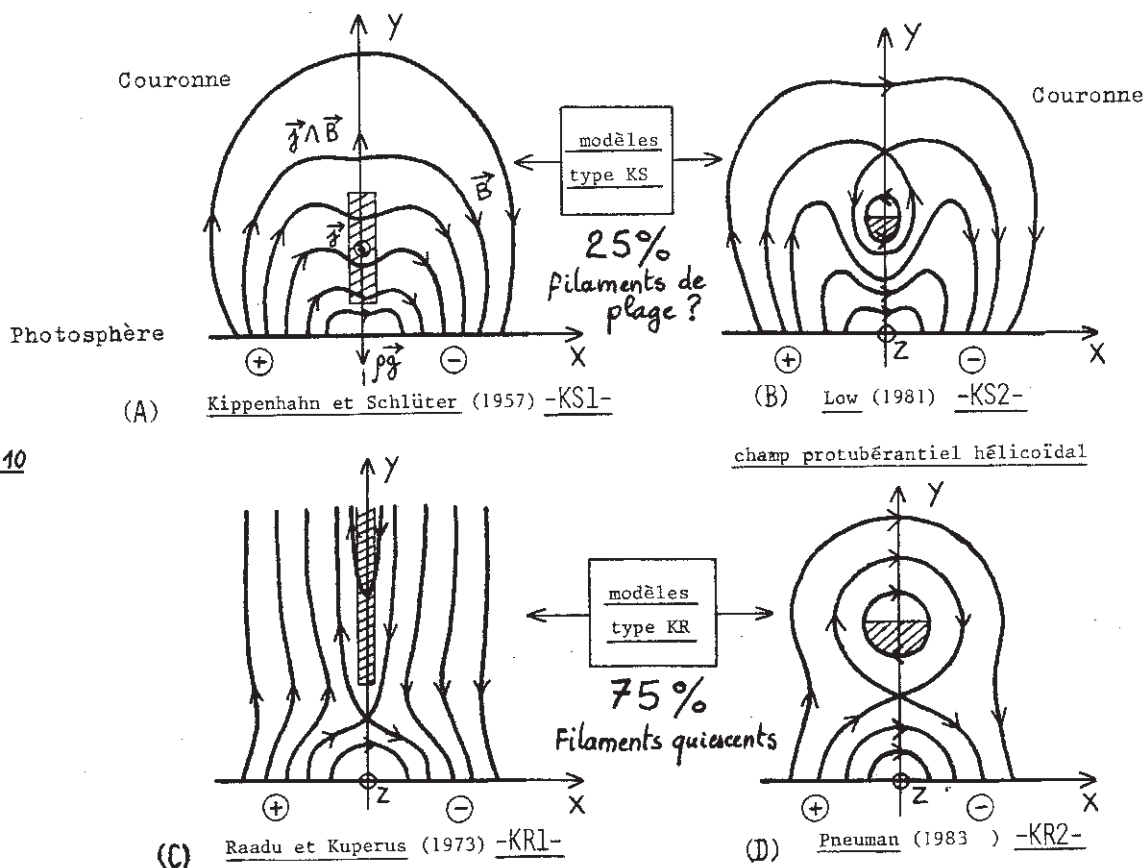 Y
Couronne
j⃗ ∧ B⃗
B⃗
j⃗
Photosphère
X
+
−
ρg⃗
(A) Kippenhahn et Schlüter (1957) -KS1-
modèles
type KS
25%
filaments de
plage ?
Y
Couronne
Z
X
+
−
(B) Low (1981) -KS2-
champ protubérantiel hélicoïdal
10
Y
Z
X
+
−
(C) Raadu et Kuperus (1973) -KR1-
modèles
type KR
75%
Filaments quiescents
Y
Z
X
+
−
(D) Pneuman (1983 ) -KR2-